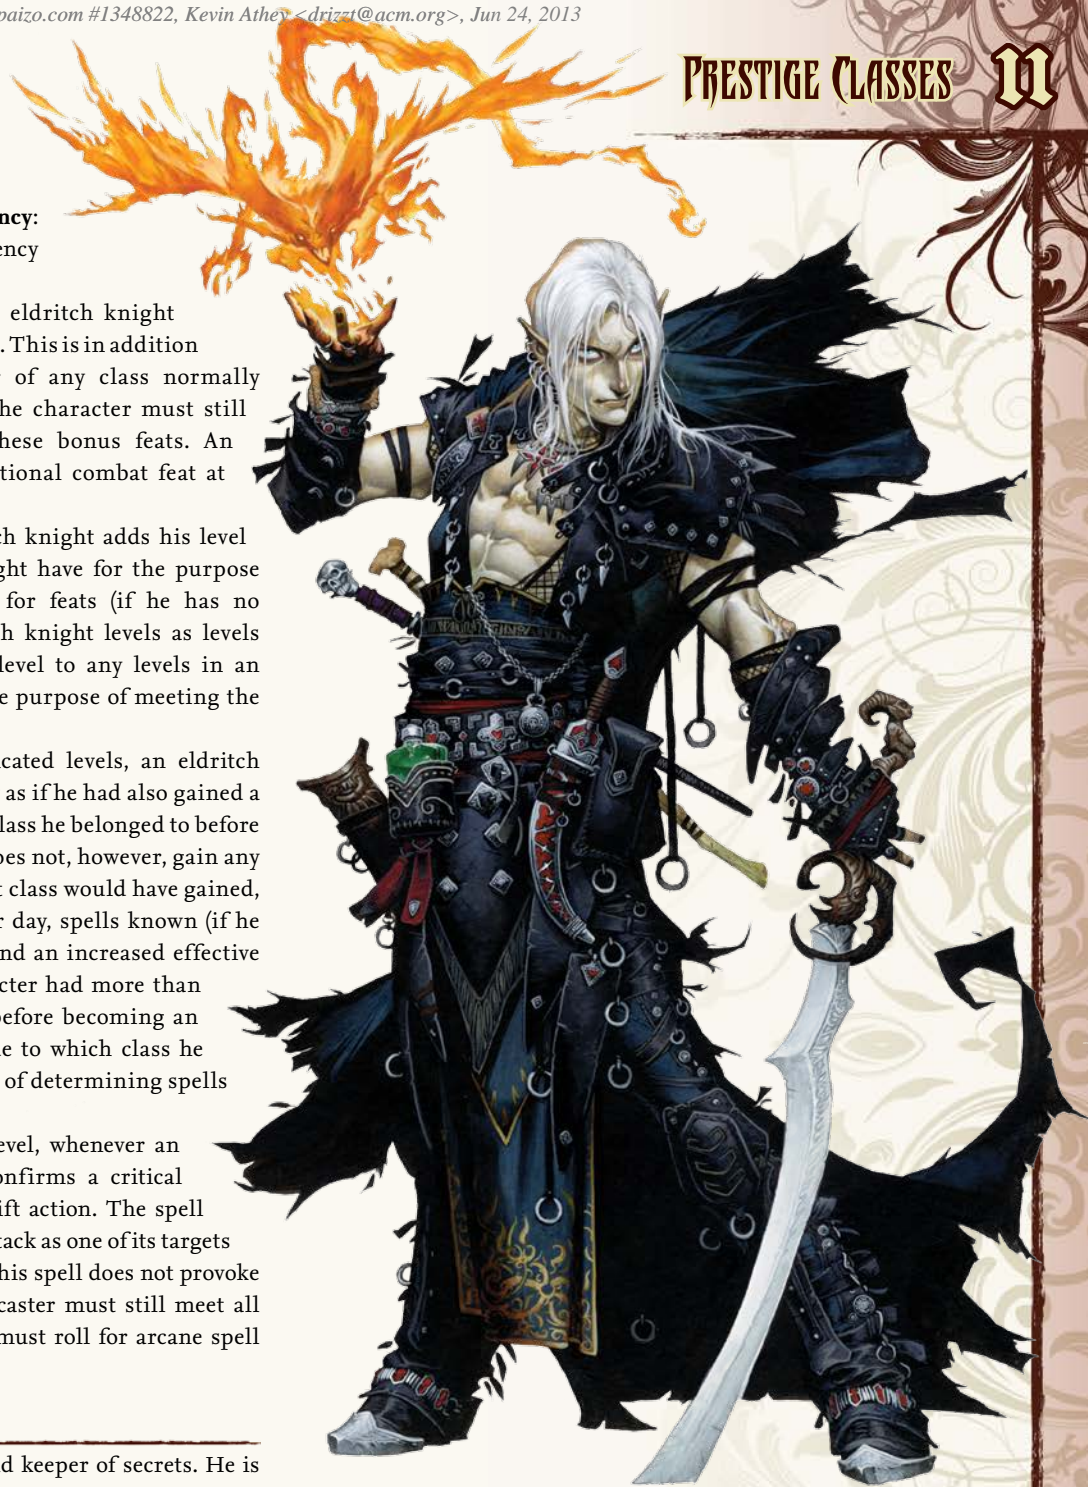 paizo.com #1348822, Kevin Athey <drizzt@acm.org>, Jun 24, 2013
Prestige Classes 11
ncy:
ency
eldritch knight
. This is in addition
of any class normally
he character must still
hese bonus feats. An
tional combat feat at
ch knight adds his level
ght have for the purpose
for feats (if he has no
h knight levels as levels
level to any levels in an
e purpose of meeting the
cated levels, an eldritch
as if he had also gained a
lass he belonged to before
oes not, however, gain any
t class would have gained,
r day, spells known (if he
nd an increased effective
cter had more than
before becoming an
e to which class he
of determining spells
evel, whenever an
onfirms a critical
ift action. The spell
tack as one of its targets
his spell does not provoke
caster must still meet all
must roll for arcane spell
d keeper of secrets. He is